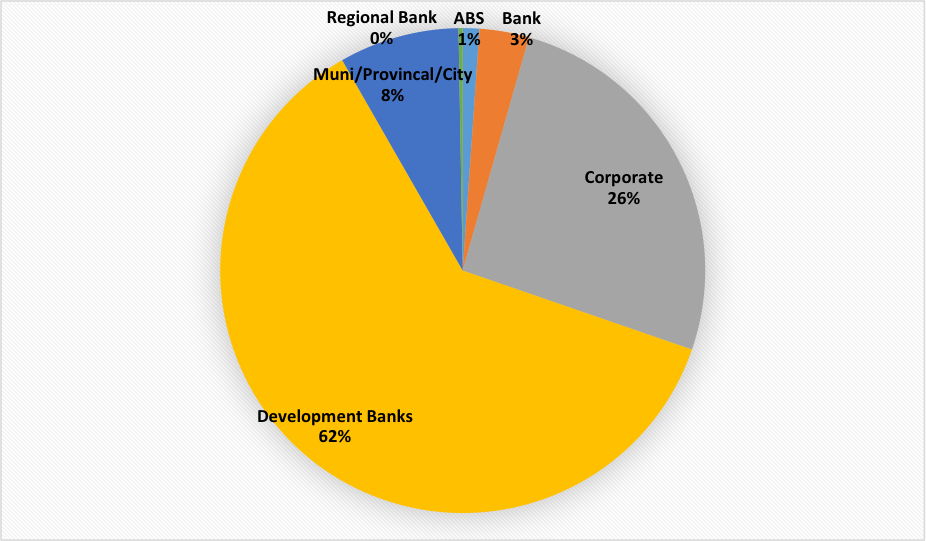 Regional Bank
0%
ABS
1%
Bank
3%
Muni/Provincal/City
8%
Corporate
26%
Development Banks
62%